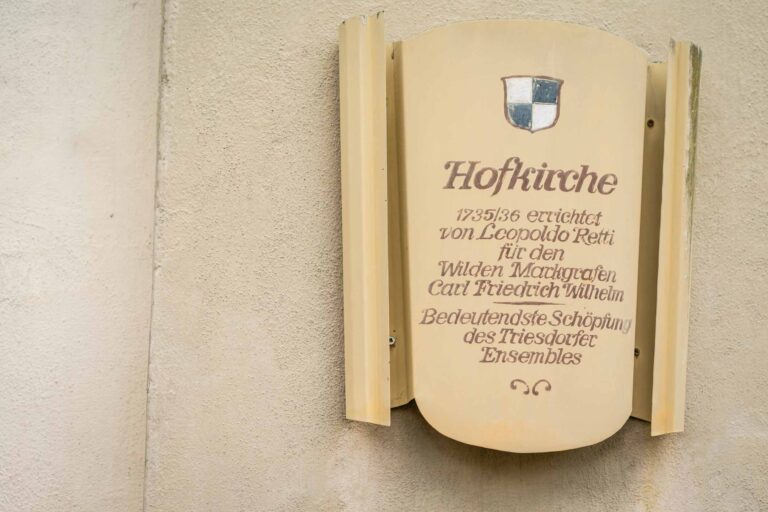 Hofkirche
1735/36 errichtet
von Leopoldo Retti
für den
Wilden Markgrafen
Carl Friedrich Wilhelm
Bedeutendste Schöpfung
des Triesdorfer
Ensembles